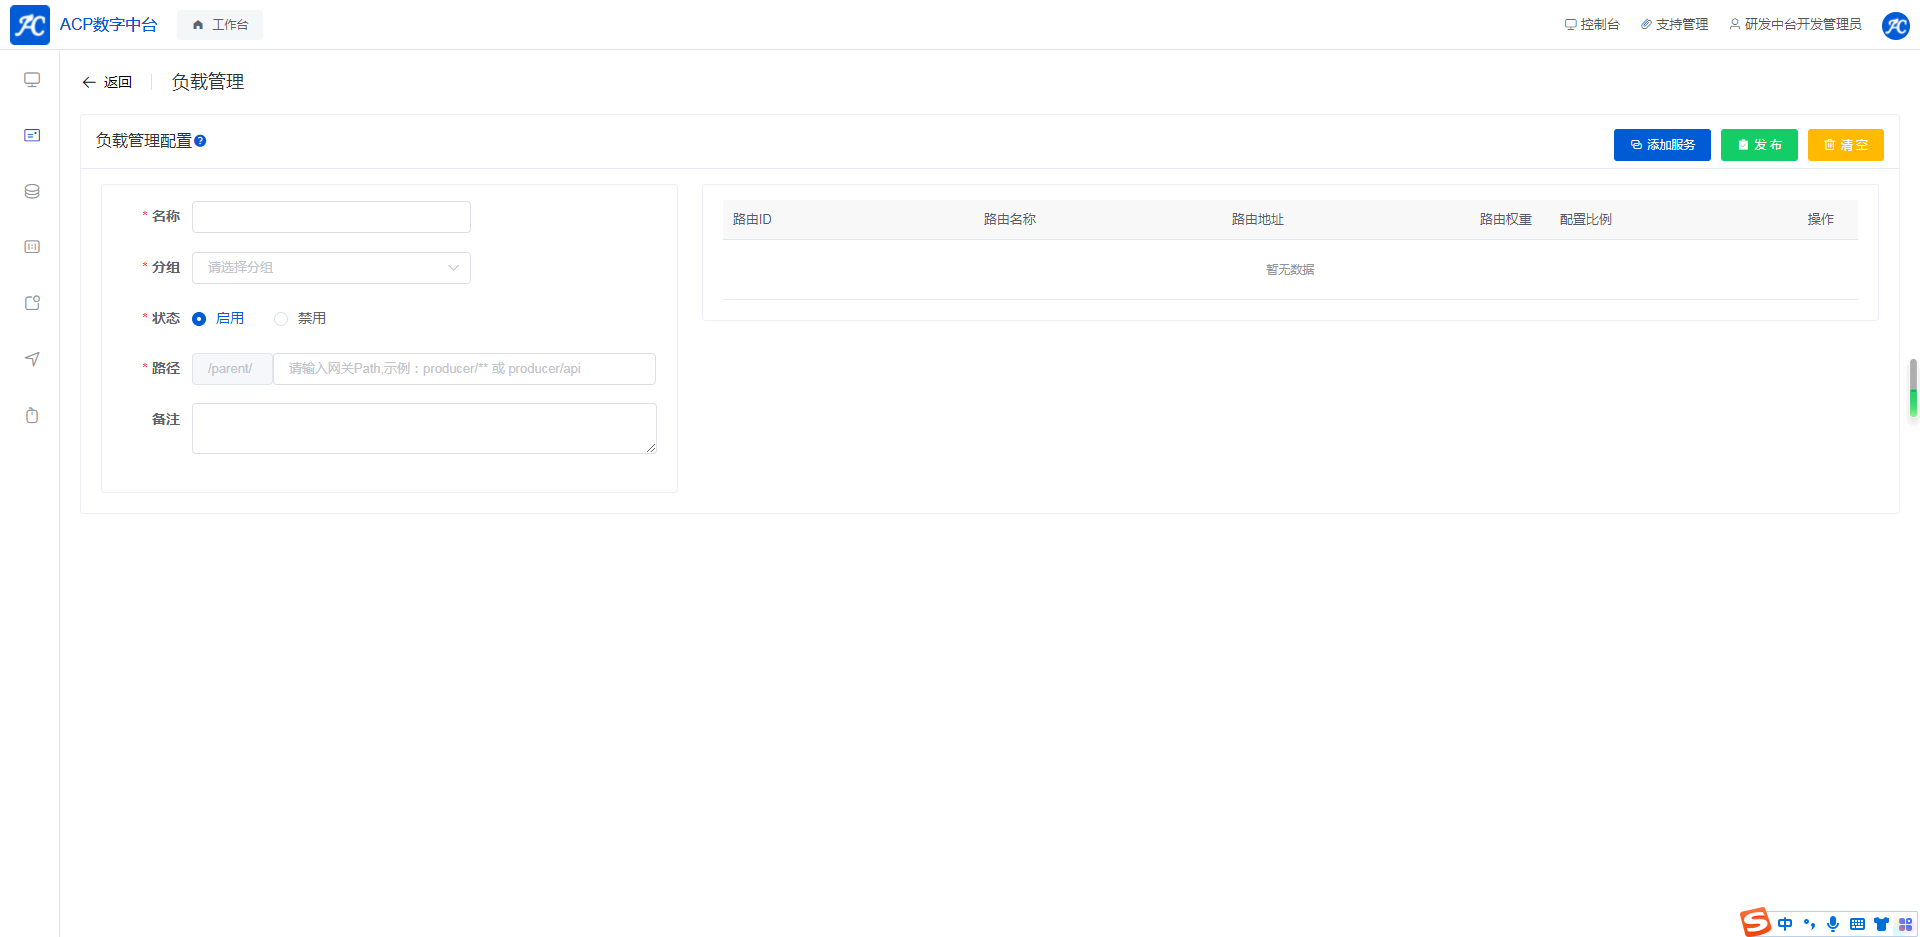 ACP数字中台
工作台
控制台
支持管理
研发中台开发管理员
返回
负载管理
负载管理配置
添加服务
发 布
清 空
* 名称
* 分组 请选择分组
* 状态 启用 禁用
* 路径 /parent/ 请输入网关Path,示例：producer/** 或 producer/api
备注
路由ID 路由名称 路由地址 路由权重 配置比例 操作
暂无数据
中